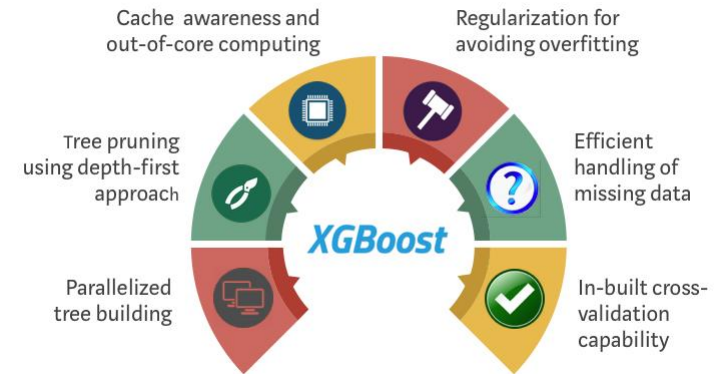 Cache awareness and
out-of-core computing
Regularization for
avoiding overfitting
Tree pruning
using depth-first
approach
Efficient
handling of
missing data
XGBoost
Parallelized
tree building
In-built cross-
validation
capability